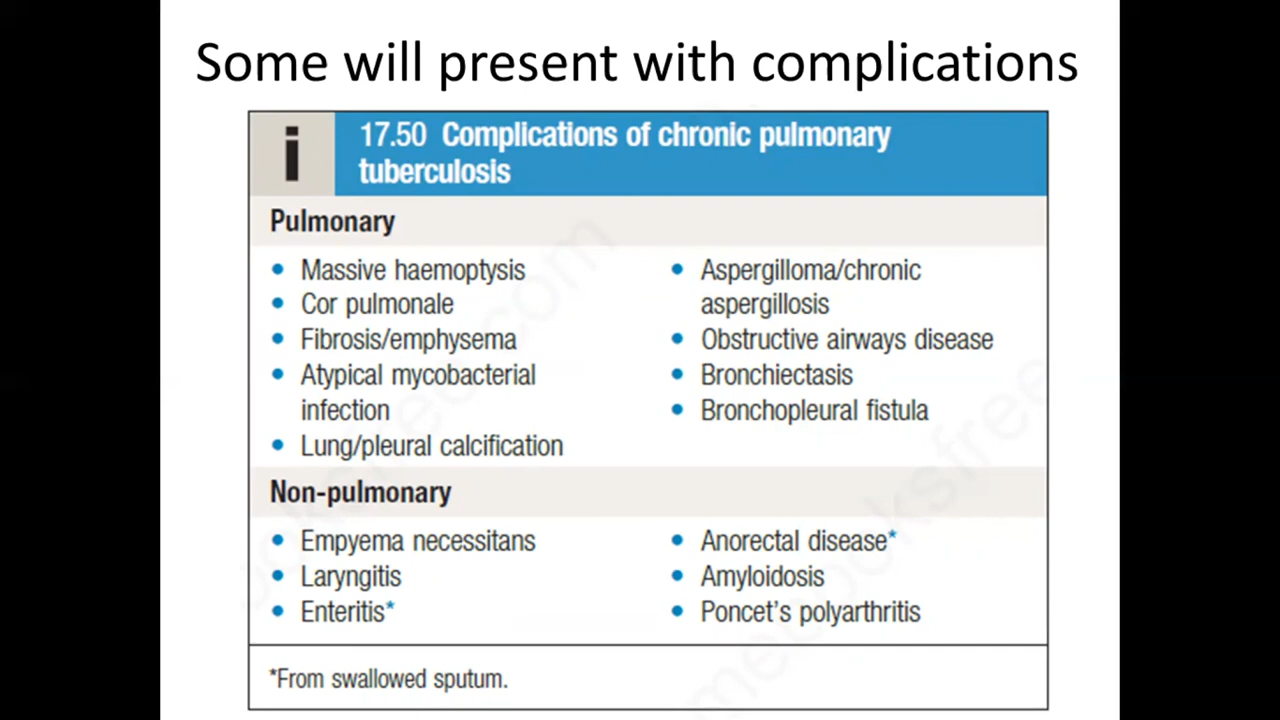 Some will present with complications
i
17.50 Complications of chronic pulmonary
tuberculosis
Pulmonary
• Massive haemoptysis
• Cor pulmonale
• Fibrosis/emphysema
• Atypical mycobacterial
infection
• Lung/pleural calcification
• Aspergilloma/chronic
aspergillosis
• Obstructive airways disease
• Bronchiectasis
• Bronchopleural fistula
Non-pulmonary
• Empyema necessitans
• Laryngitis
• Enteritis*
• Anorectal disease*
• Amyloidosis
• Poncet's polyarthritis
*From swallowed sputum.